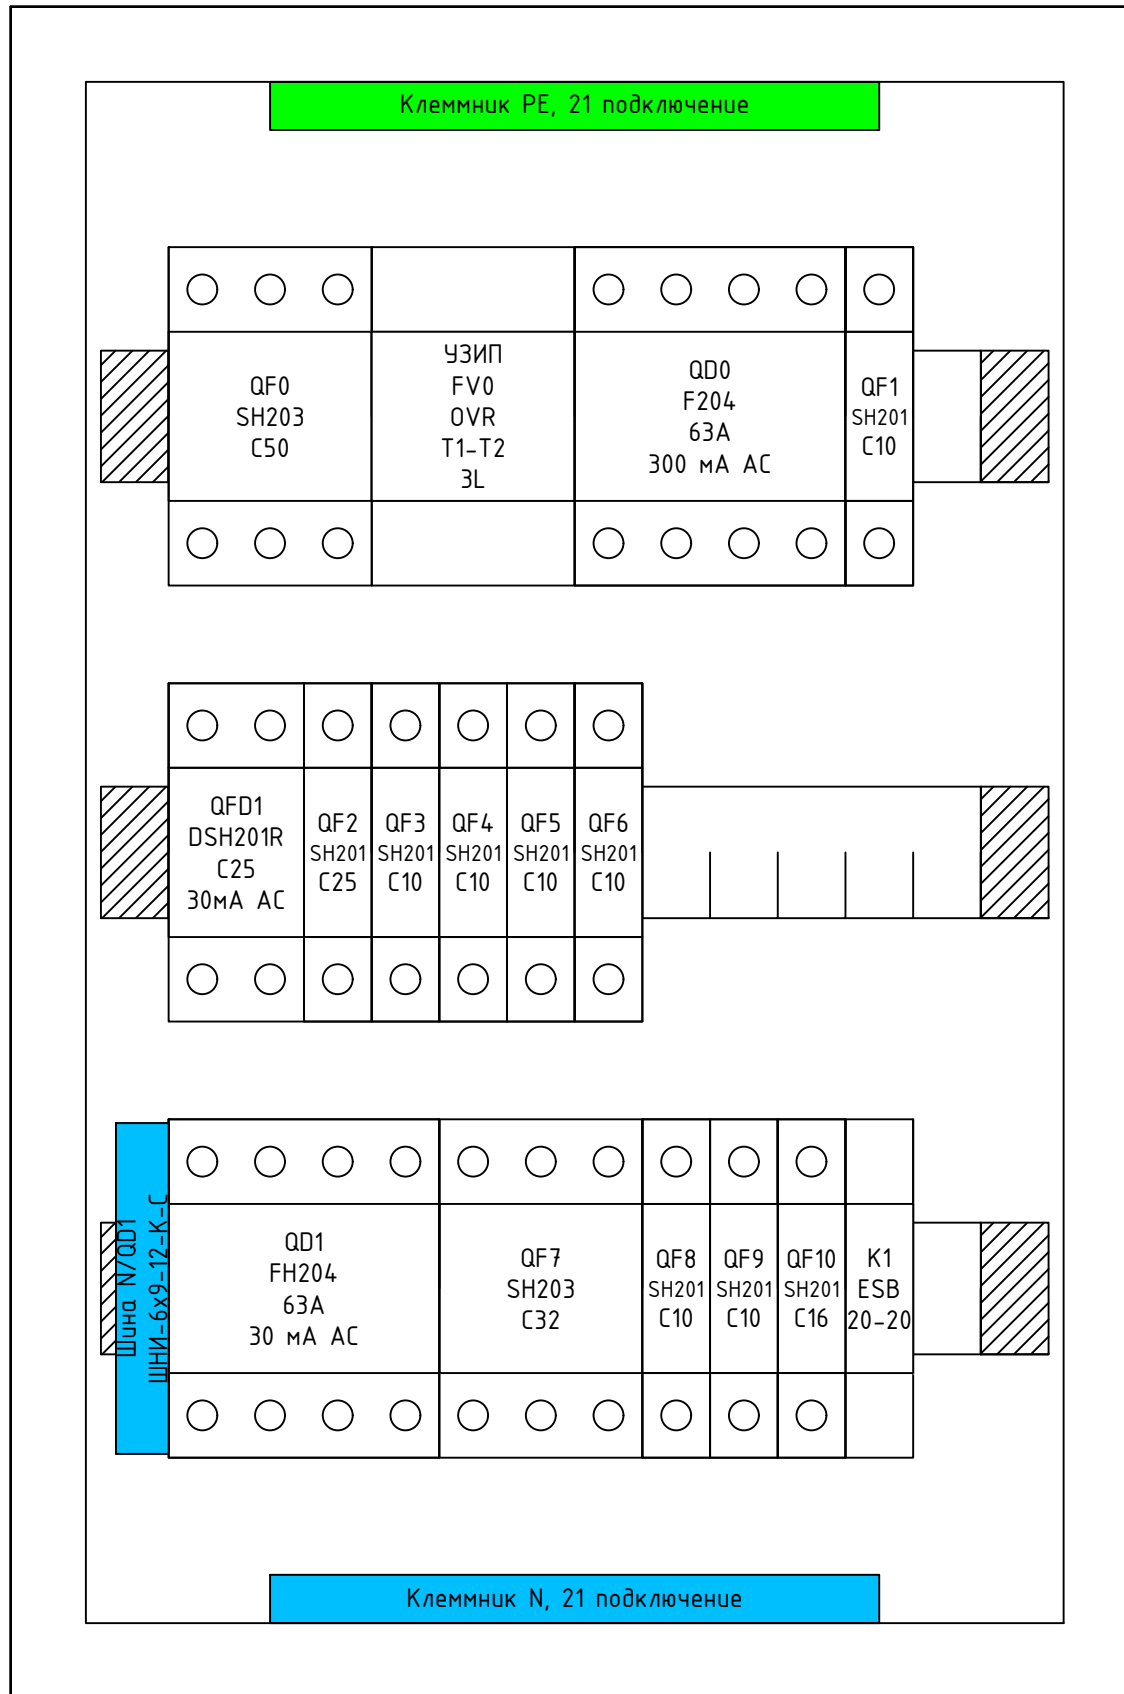 Клеммник PE, 21 подключение
QF0
SH203
C50
УЗИП
FV0
OVR
T1-T2
3L
QD0
F204
63A
300 мА АС
QF1
SH201
C10
QFD1
DSH201R
C25
30мА АС
QF2
SH201
C25
QF3
SH201
C10
QF4
SH201
C10
QF5
SH201
C10
QF6
SH201
C10
Шина N/QD1
ШНИ-6х9-12-К-С
QD1
FH204
63A
30 мА АС
QF7
SH203
C32
QF8
SH201
C10
QF9
SH201
C10
QF10
SH201
C16
K1
ESB
20-20
Клеммник N, 21 подключение